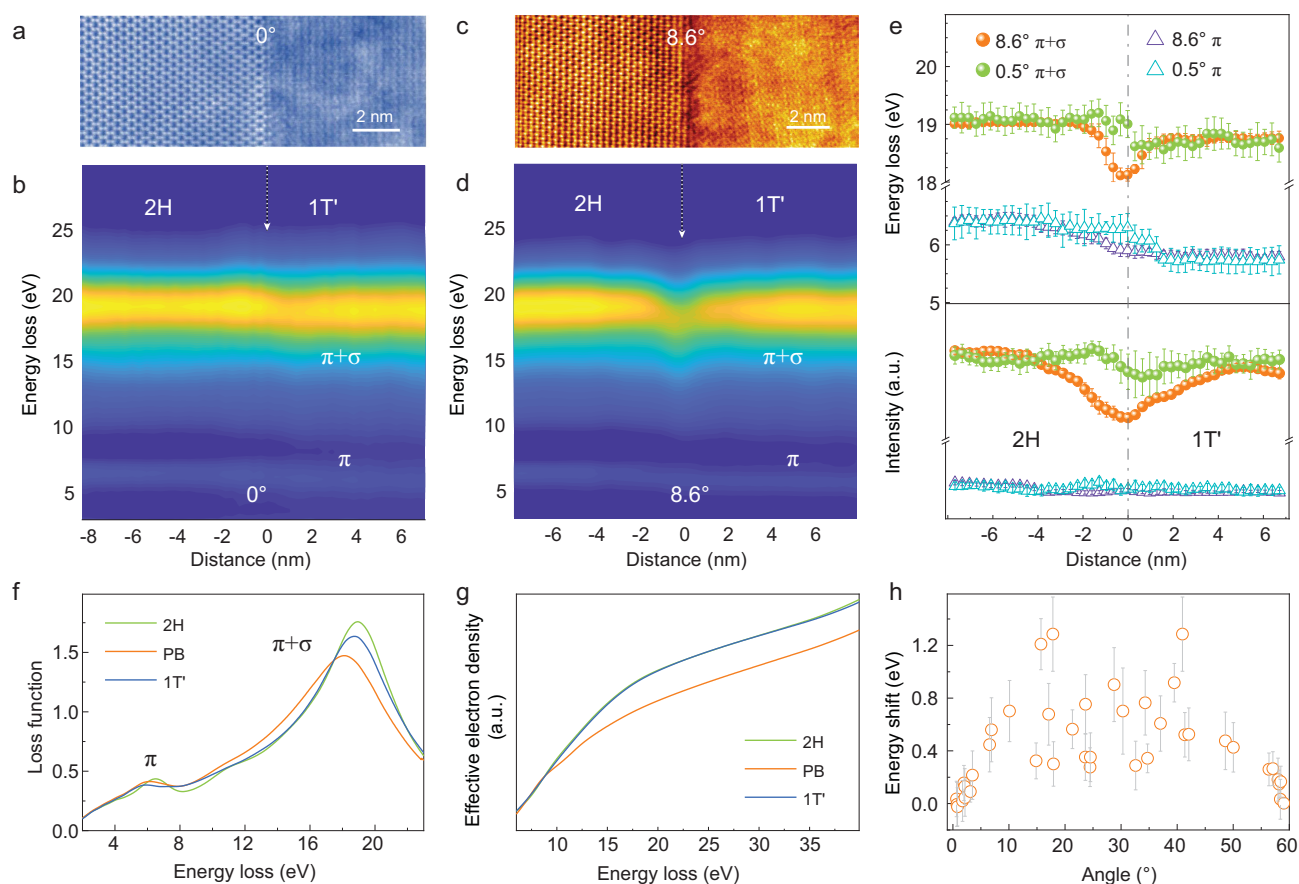 a
0°
2 nm
b
2H
1T'
25
20
15
10
5
π+σ
π
0°
Energy loss (eV)
-8 -6 -4 -2 0 2 4 6
Distance (nm)
c
8.6°
2 nm
d
2H
1T'
25
20
15
10
5
π+σ
π
8.6°
Energy loss (eV)
-6 -4 -2 0 2 4 6
Distance (nm)
e
8.6° π+σ
8.6° π
0.5° π+σ
0.5° π
19
18
6
5
Energy loss (eV)
Intensity (a.u.)
2H
1T'
-6 -4 -2 0 2 4 6
Distance (nm)
f
2H
PB
1T'
π+σ
π
1.5
1.0
0.5
0.0
Loss function
4 8 12 16 20
Energy loss (eV)
g
Effective electron density
(a.u.)
2H
PB
1T'
10 15 20 25 30 35
Energy loss (eV)
h
1.2
0.8
0.4
0.0
Energy shift (eV)
0 10 20 30 40 50 60
Angle (°)